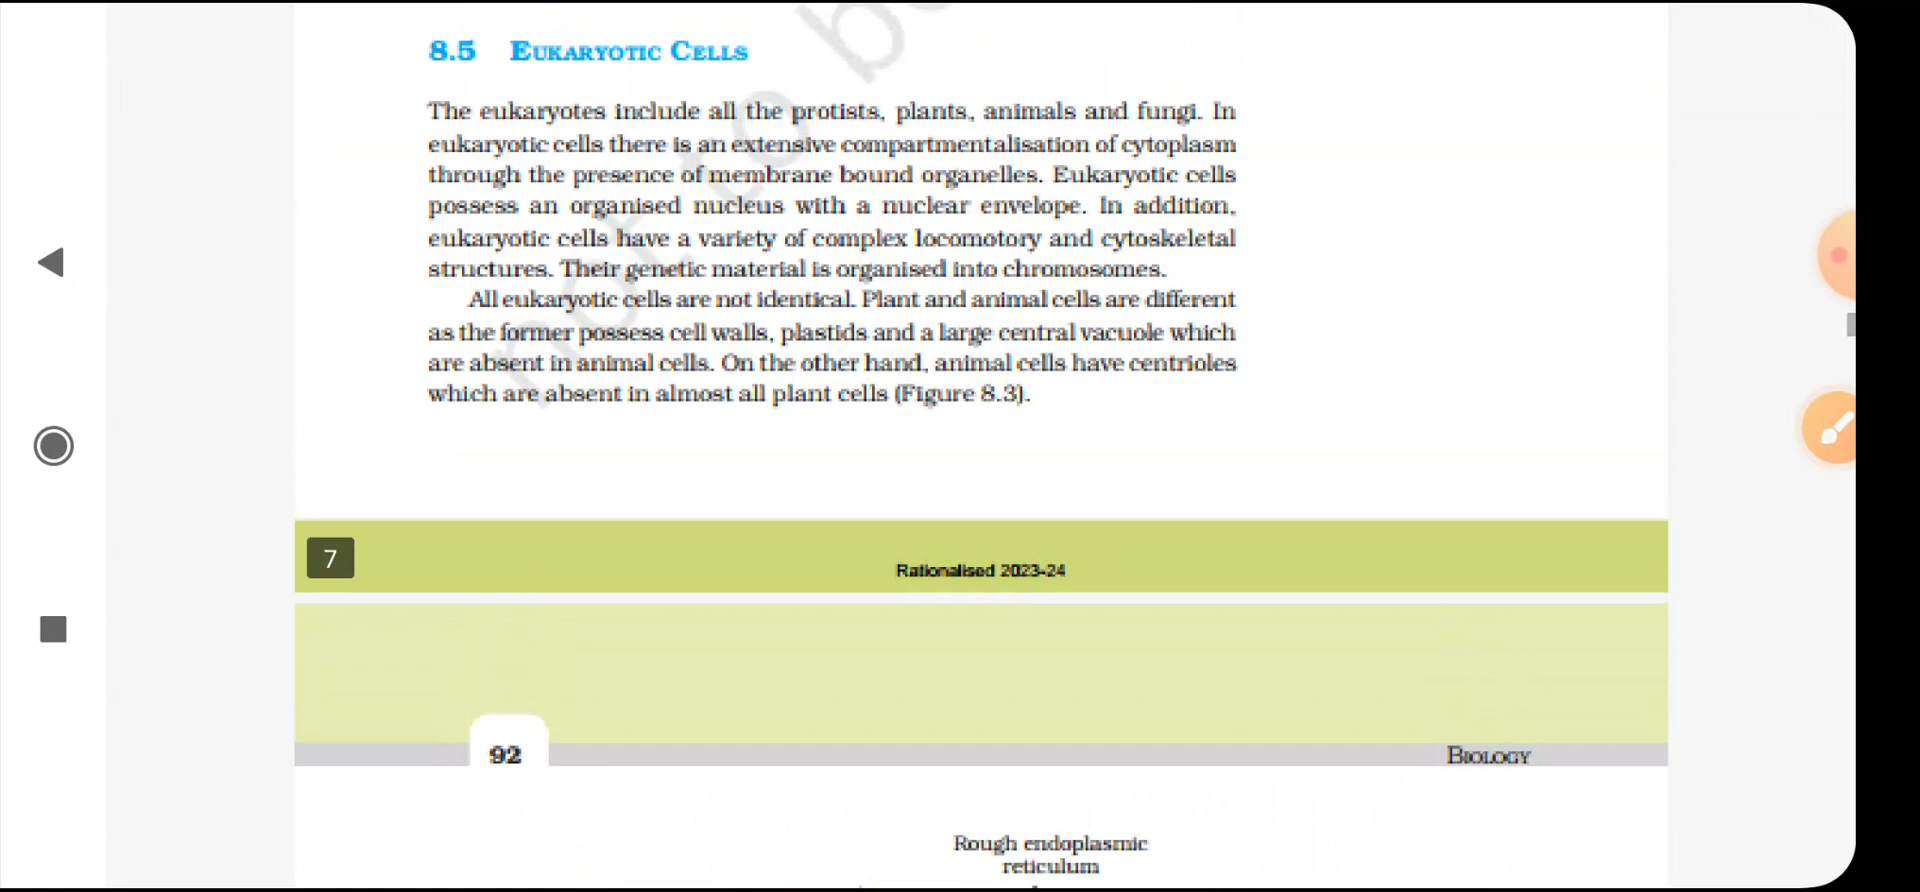 8.5 Eukaryotic Cells
The eukaryotes include all the protists, plants, animals and fungi. In
eukaryotic cells there is an extensive compartmentalisation of cytoplasm
through the presence of membrane bound organelles. Eukaryotic cells
possess an organised nucleus with a nuclear envelope. In addition,
eukaryotic cells have a variety of complex locomotory and cytoskeletal
structures. Their genetic material is organised into chromosomes.
All eukaryotic cells are not identical. Plant and animal cells are different
as the former possess cell walls, plastids and a large central vacuole which
are absent in animal cells. On the other hand, animal cells have centrioles
which are absent in almost all plant cells (Figure 8.3).
not to b
7
Rationalised 2023-24
92
Biology
Rough endoplasmic
reticulum